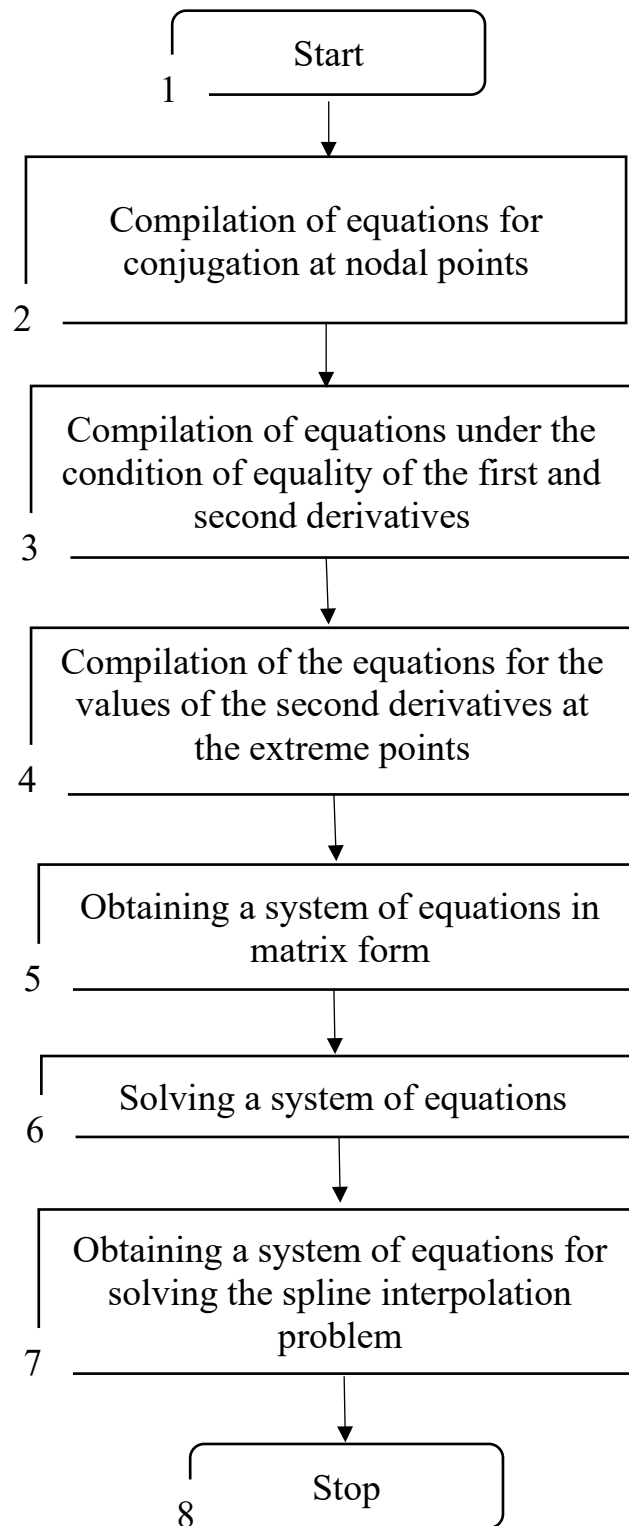 Start
1
Compilation of equations for
conjugation at nodal points
2
Compilation of equations under the
condition of equality of the first and
second derivatives
3
Compilation of the equations for the
values of the second derivatives at
the extreme points
4
Obtaining a system of equations in
matrix form
5
Solving a system of equations
6
Obtaining a system of equations for
solving the spline interpolation
problem
7
Stop
8